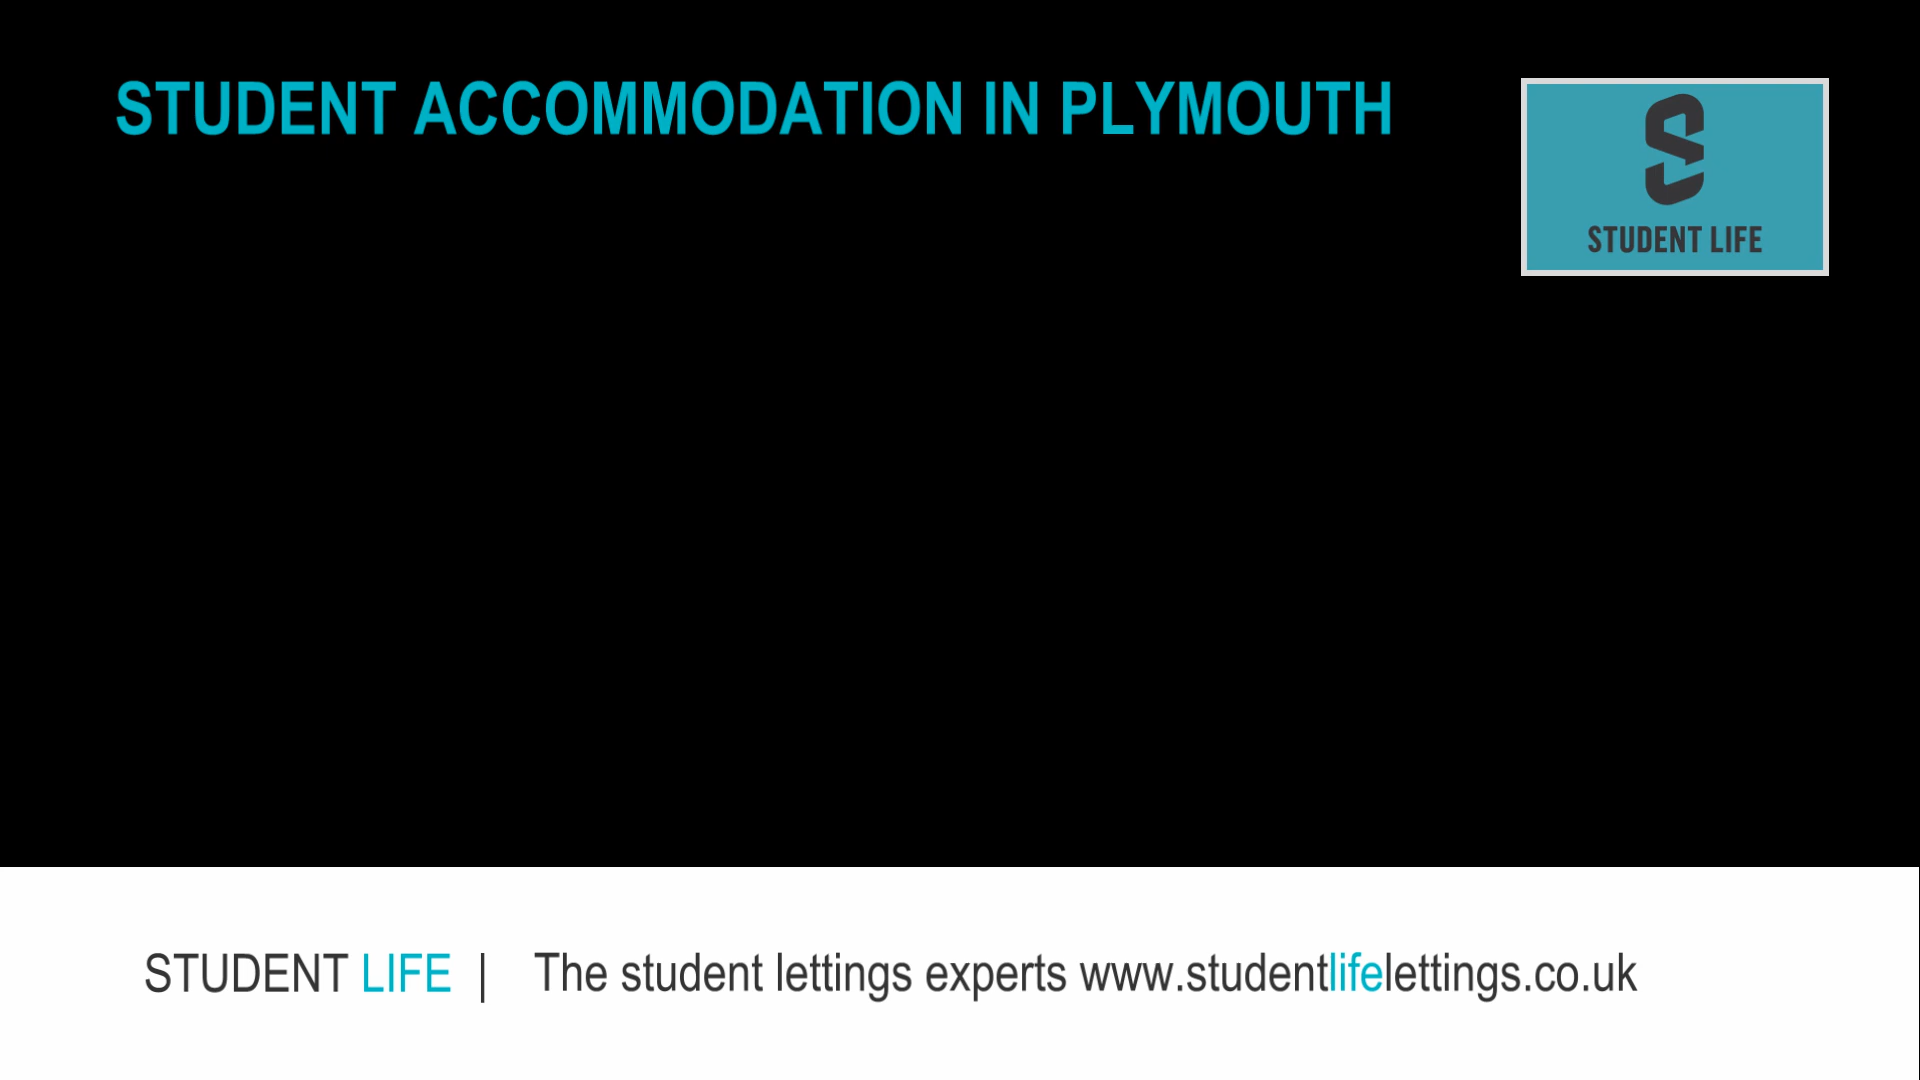 STUDENT ACCOMMODATION IN PLYMOUTH
STUDENT LIFE
STUDENT LIFE | The student lettings experts www.studentlifelettings.co.uk